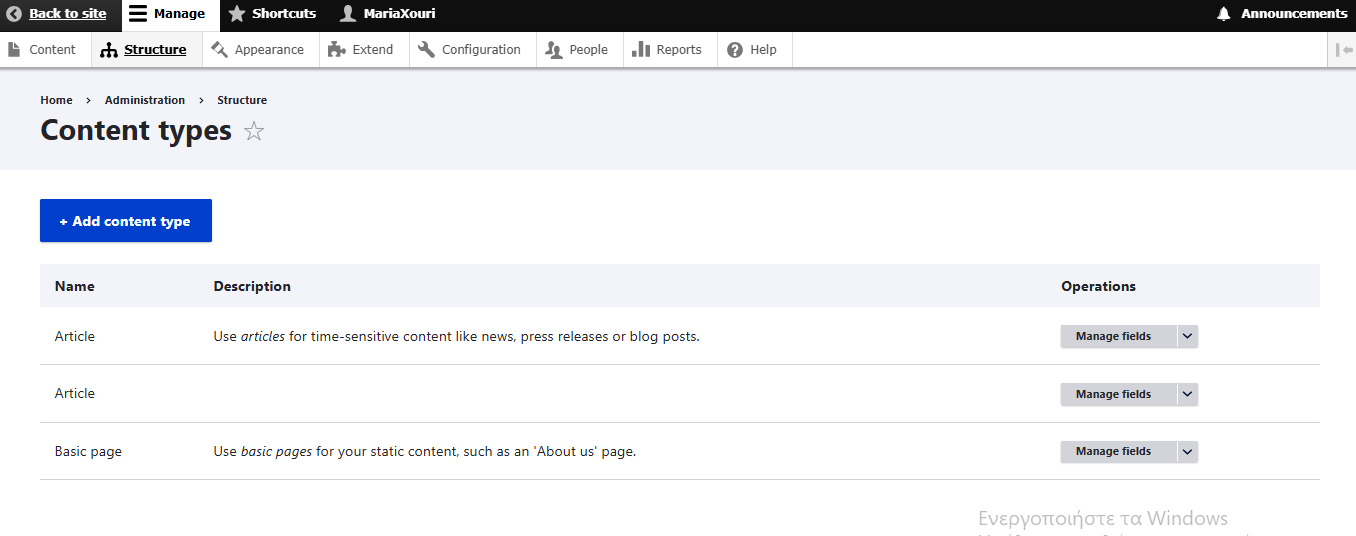 Back to site Manage Shortcuts MariaXouri Announcements
Content Structure Appearance Extend Configuration People Reports Help
Home › Administration › Structure
Content types
+ Add content type
Name Description Operations
Article Use articles for time-sensitive content like news, press releases or blog posts. Manage fields
Article Manage fields
Basic page Use basic pages for your static content, such as an 'About us' page. Manage fields
Ενεργοποιήστε τα Windows